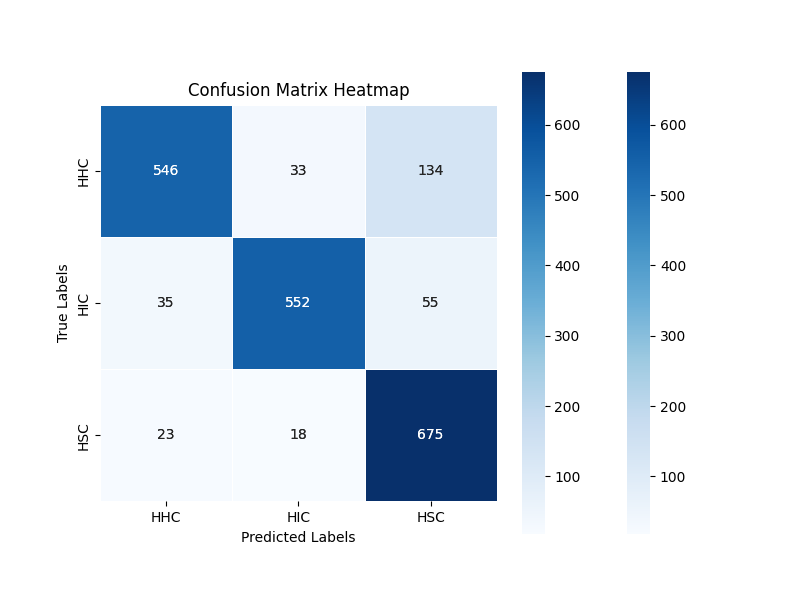 Confusion Matrix Heatmap
True Labels
HHC 546 33 134
HIC 35 552 55
HSC 23 18 675
HHC HIC HSC
Predicted Labels
600
500
400
300
200
100
600
500
400
300
200
100